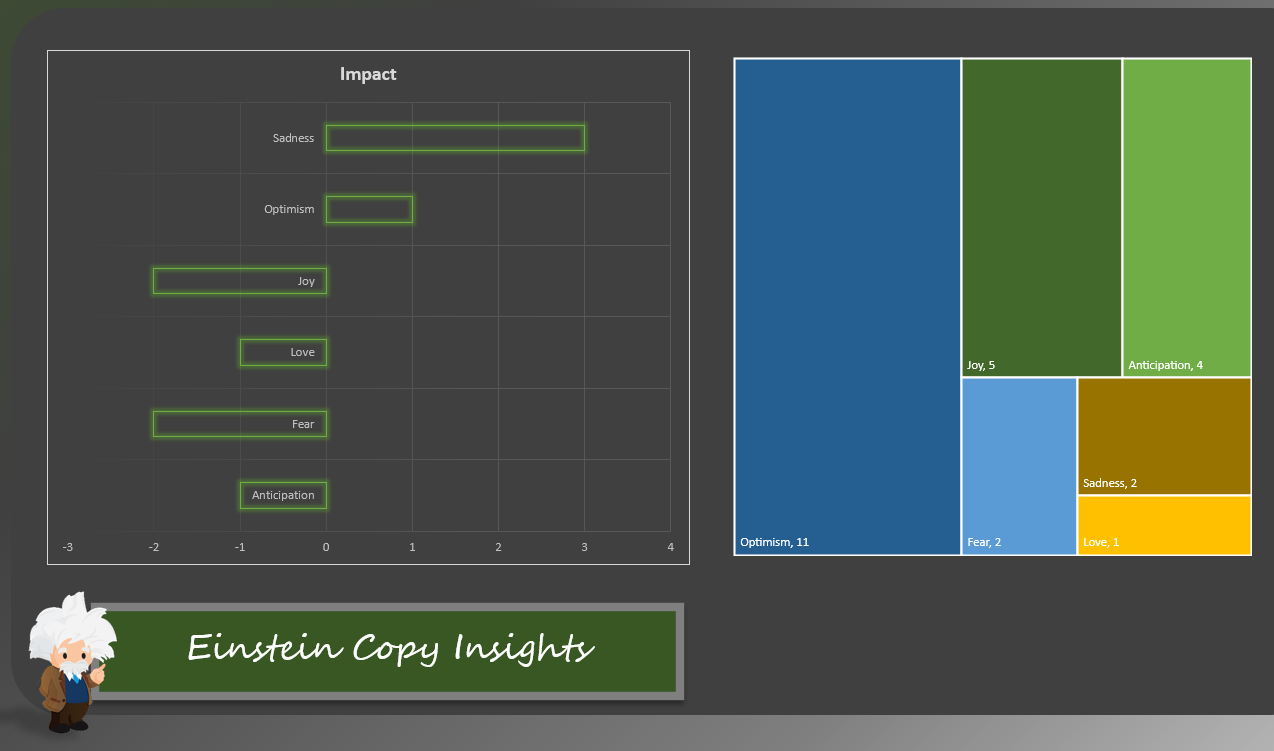 Impact
Sadness
Optimism
Joy
Love
Fear
Anticipation
-3 -2 -1 0 1 2 3 4
Optimism, 11
Joy, 5
Anticipation, 4
Fear, 2
Sadness, 2
Love, 1
Einstein Copy Insights